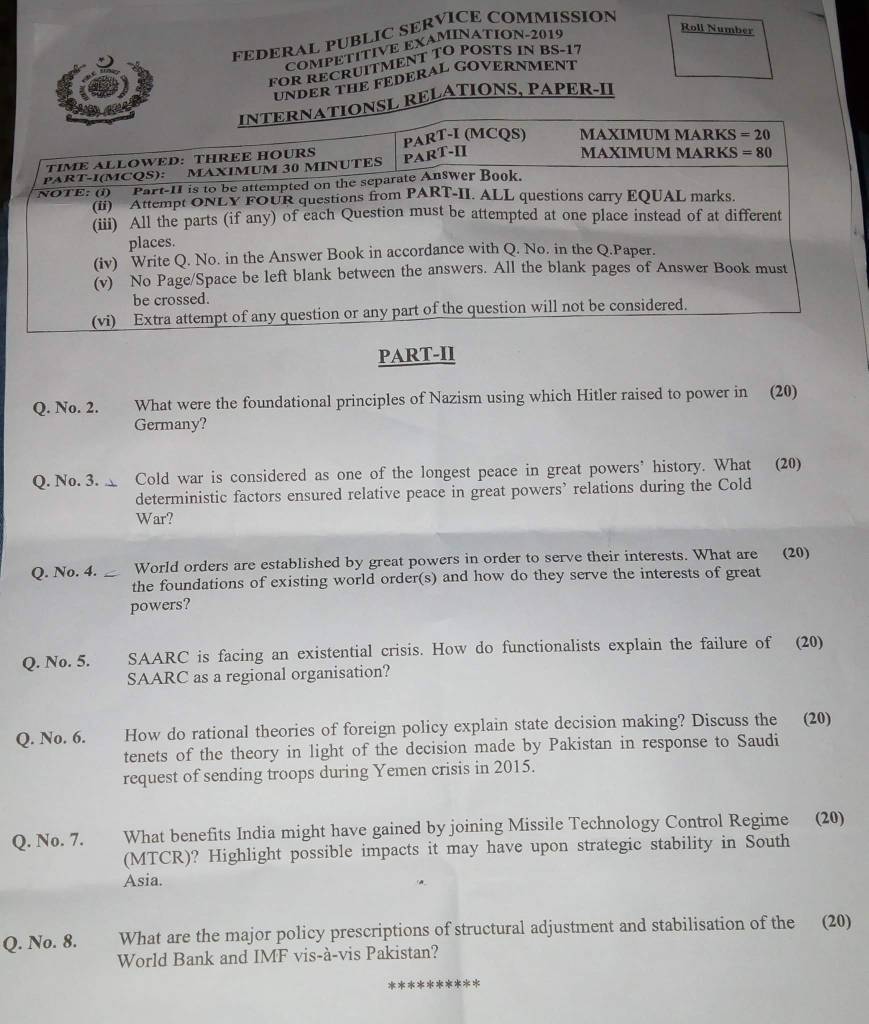 FEDERAL PUBLIC SERVICE COMMISSION
COMPETITIVE EXAMINATION-2019
FOR RECRUITMENT TO POSTS IN BS-17
UNDER THE FEDERAL GOVERNMENT
INTERNATIONSL RELATIONS, PAPER-II
Roll Number
TIME ALLOWED: THREE HOURS
PART-I(MCQS): MAXIMUM 30 MINUTES
PART-I (MCQS) MAXIMUM MARKS = 20
PART-II MAXIMUM MARKS = 80
NOTE: (i) Part-II is to be attempted on the separate Answer Book.
(ii) Attempt ONLY FOUR questions from PART-II. ALL questions carry EQUAL marks.
(iii) All the parts (if any) of each Question must be attempted at one place instead of at different
places.
(iv) Write Q. No. in the Answer Book in accordance with Q. No. in the Q.Paper.
(v) No Page/Space be left blank between the answers. All the blank pages of Answer Book must
be crossed.
(vi) Extra attempt of any question or any part of the question will not be considered.
PART-II
Q. No. 2. What were the foundational principles of Nazism using which Hitler raised to power in (20)
Germany?
Q. No. 3. Cold war is considered as one of the longest peace in great powers' history. What (20)
deterministic factors ensured relative peace in great powers' relations during the Cold
War?
Q. No. 4. World orders are established by great powers in order to serve their interests. What are (20)
the foundations of existing world order(s) and how do they serve the interests of great
powers?
Q. No. 5. SAARC is facing an existential crisis. How do functionalists explain the failure of (20)
SAARC as a regional organisation?
Q. No. 6. How do rational theories of foreign policy explain state decision making? Discuss the (20)
tenets of the theory in light of the decision made by Pakistan in response to Saudi
request of sending troops during Yemen crisis in 2015.
Q. No. 7. What benefits India might have gained by joining Missile Technology Control Regime (20)
(MTCR)? Highlight possible impacts it may have upon strategic stability in South
Asia.
Q. No. 8. What are the major policy prescriptions of structural adjustment and stabilisation of the (20)
World Bank and IMF vis-à-vis Pakistan?
**********